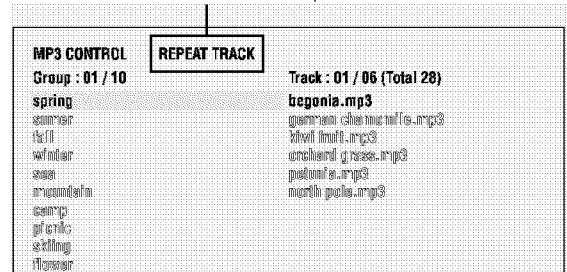 MP3 CONTROL REPEAT TRACK
Group : 01 / 10 Track : 01 / 06 (Total 28)
spring begonia.mp3
sumer german chamomile.mp3
fall kiwi fruit.mp3
winter orchard grass.mp3
sea petunia.mp3
mountain north pole.mp3
camp
picnic
skiing
flower